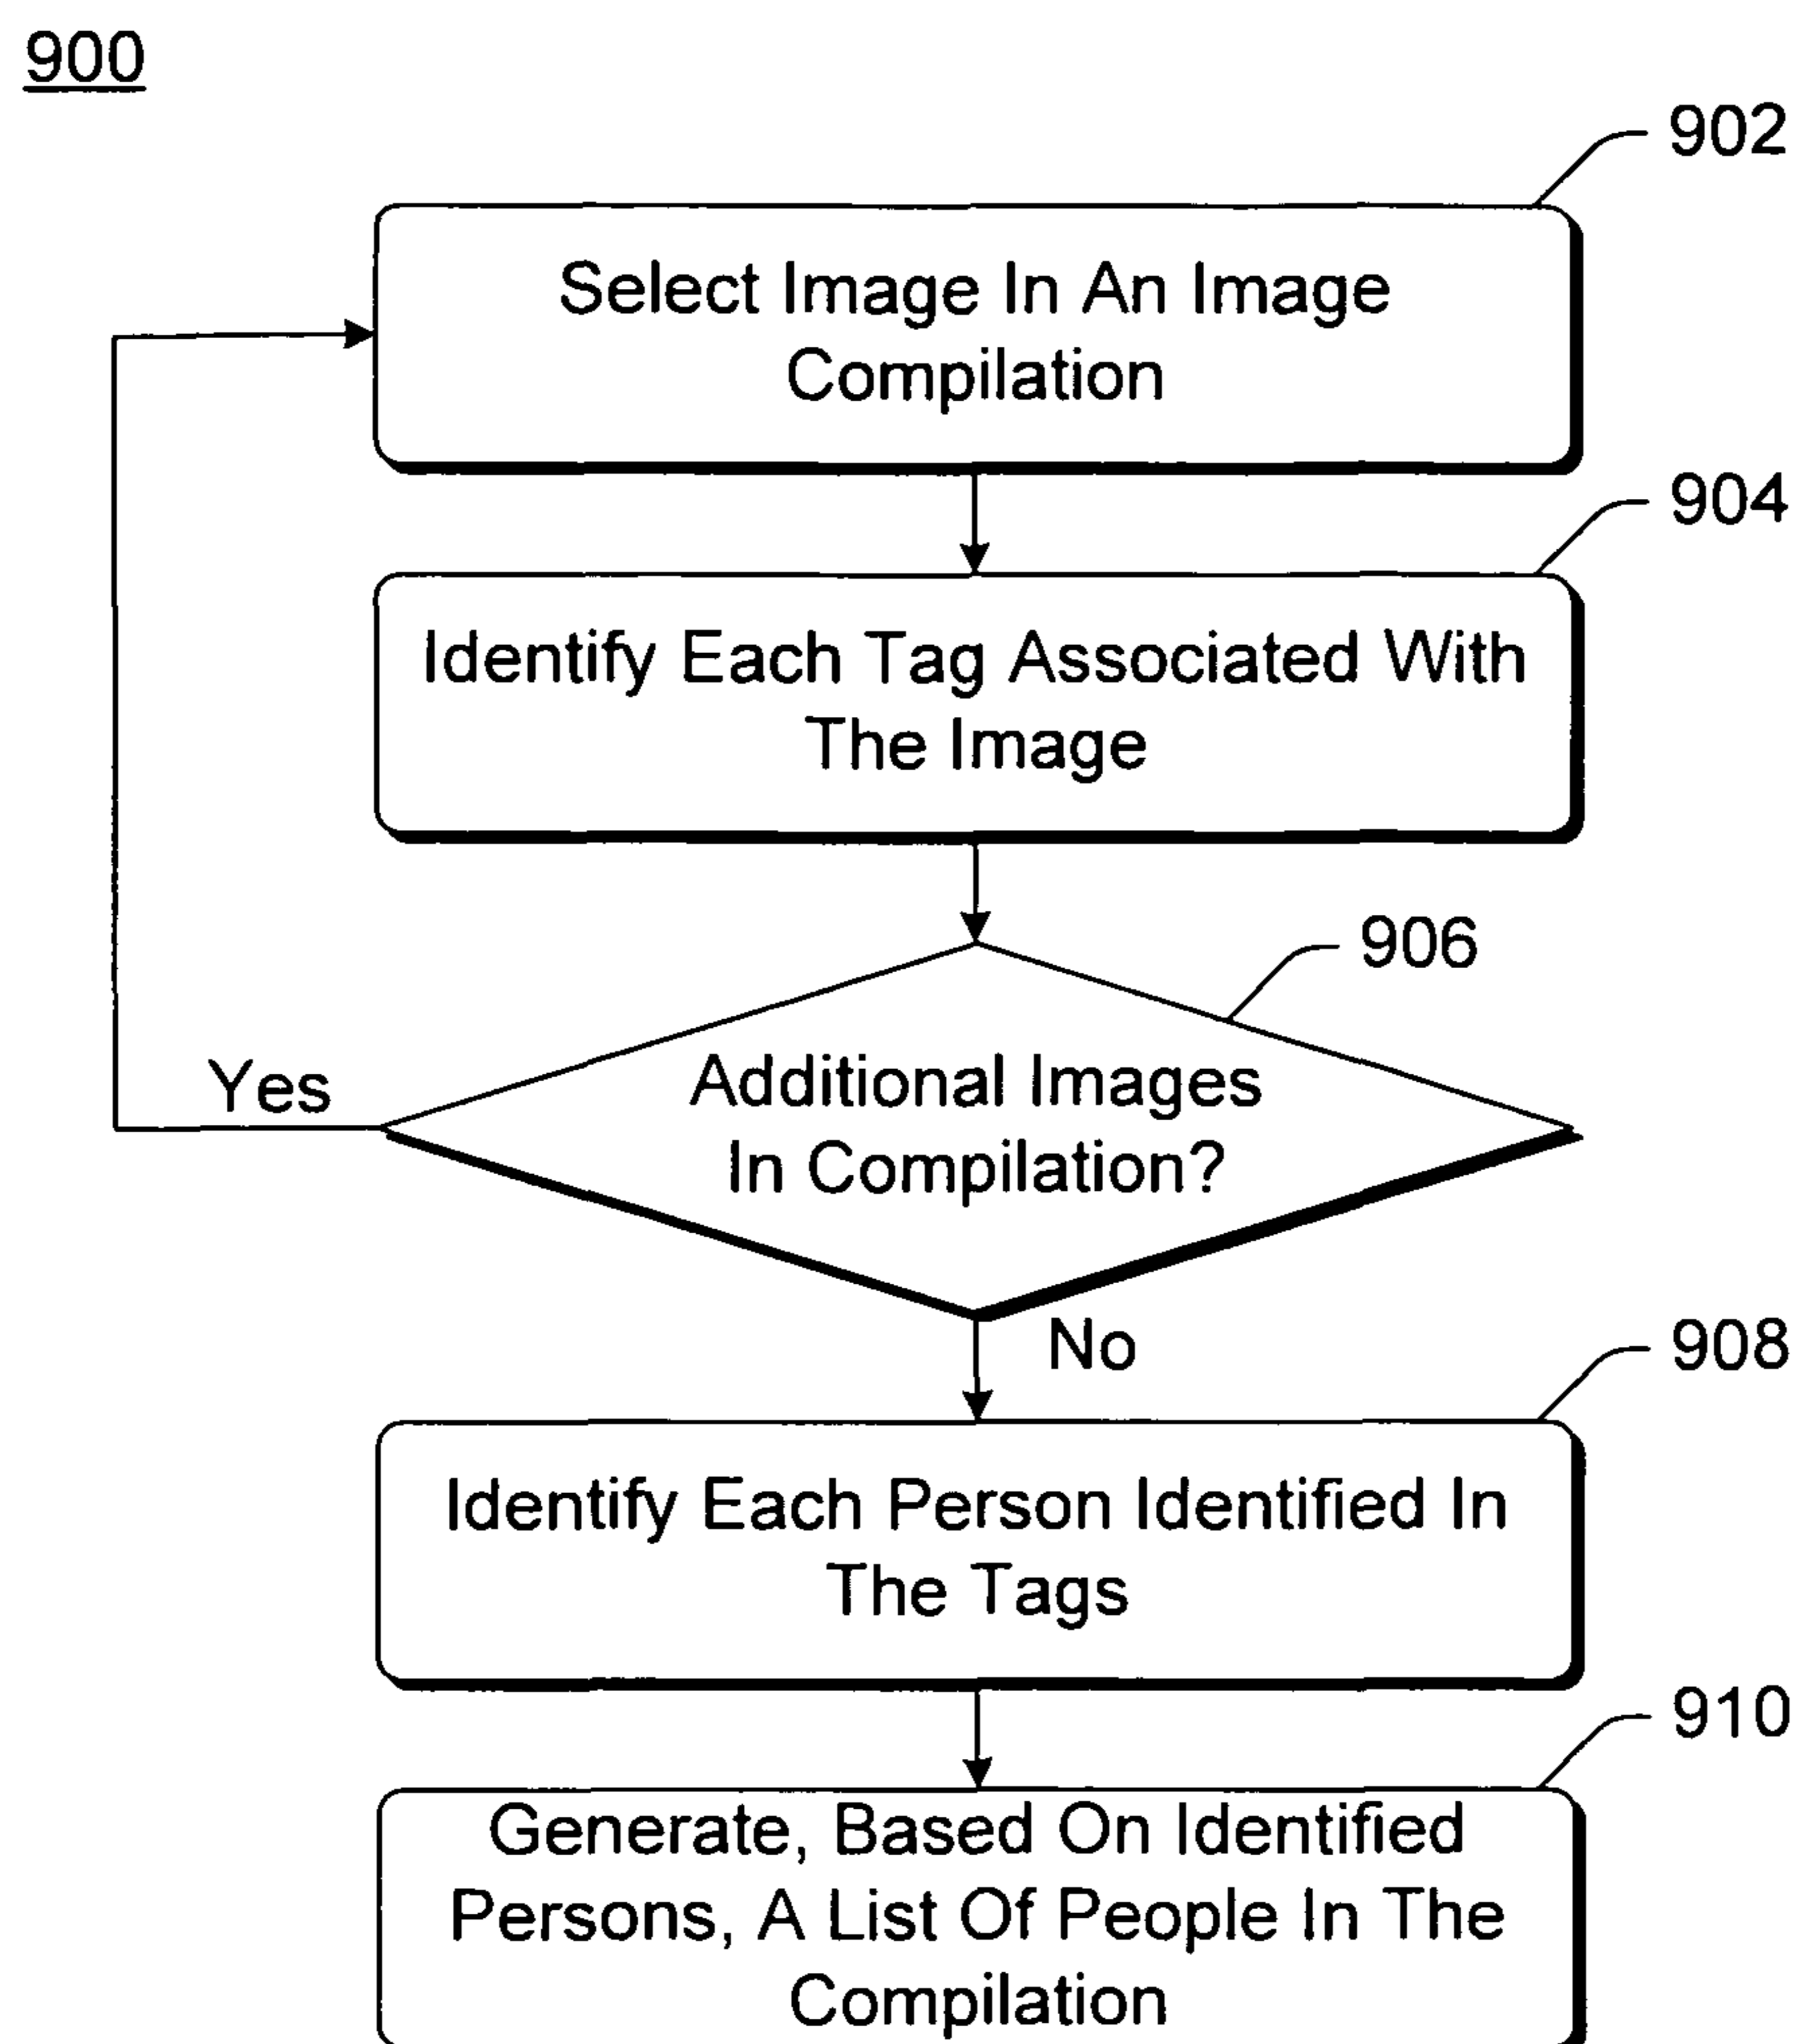 900
902
Select Image In An Image
Compilation
904
Identify Each Tag Associated With
The Image
906
Additional Images
In Compilation?
Yes
No
908
Identify Each Person Identified In
The Tags
910
Generate, Based On Identified
Persons, A List Of People In The
Compilation